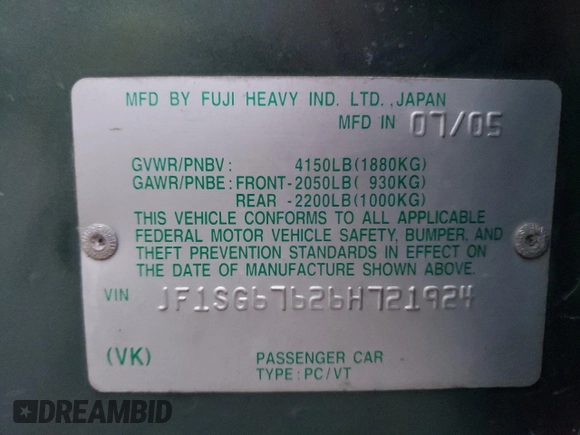 MFD BY FUJI HEAVY IND. LTD.,JAPAN
MFD IN 07/05
GVWR/PNBV: 4150LB(1880KG)
GAWR/PNBE: FRONT-2050LB( 930KG)
REAR -2200LB(1000KG)
THIS VEHICLE CONFORMS TO ALL APPLICABLE
FEDERAL MOTOR VEHICLE SAFETY, BUMPER, AND
THEFT PREVENTION STANDARDS IN EFFECT ON
THE DATE OF MANUFACTURE SHOWN ABOVE.
VIN JF1SG67626H721924
(VK) PASSENGER CAR
TYPE: PC/VT
DREAMBID